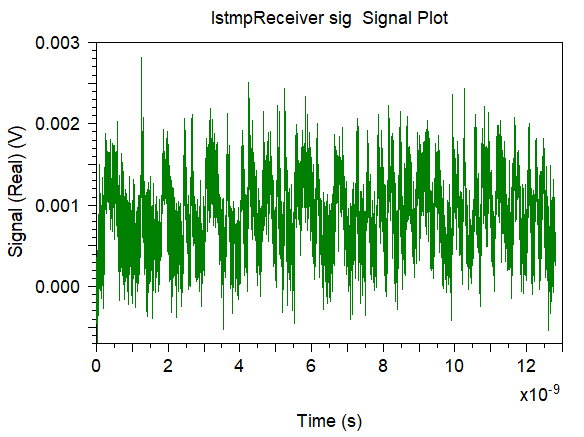 lstmpReceiver sig  Signal Plot
0.003
0.002
0.001
0.000
Signal (Real) (V)
0 2 4 6 8 10 12
x10-9
Time (s)